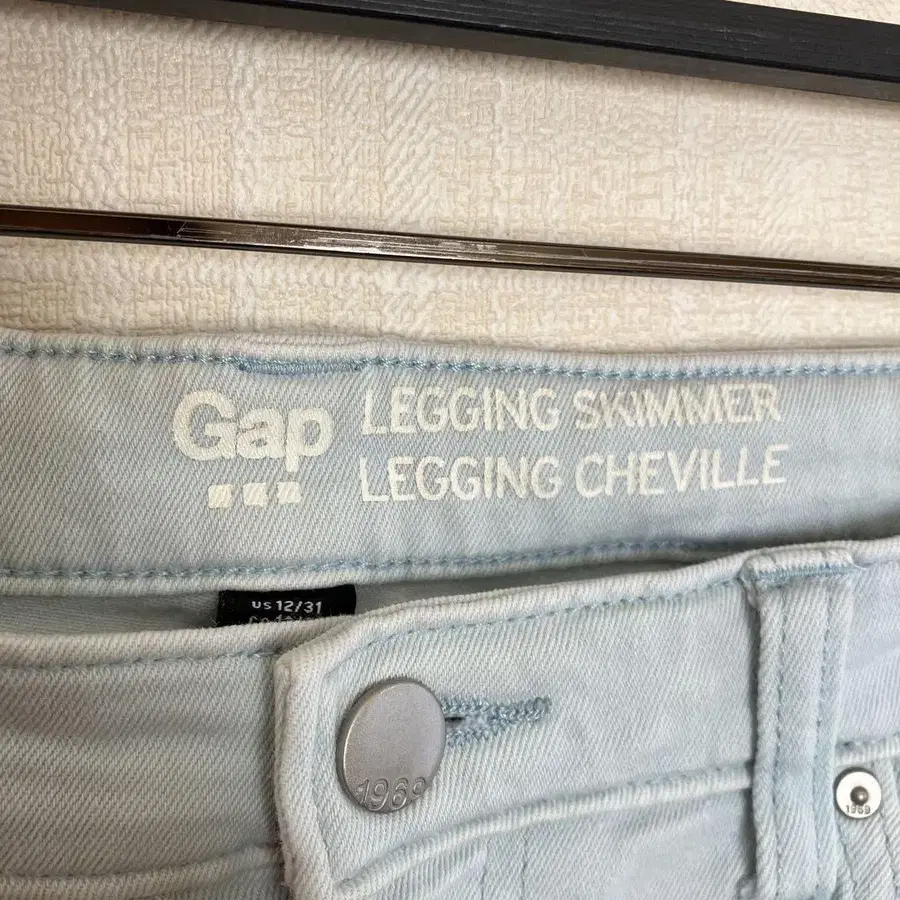 Gap
LEGGING SKIMMER
LEGGING CHEVILLE
US 12/31
1969
1969